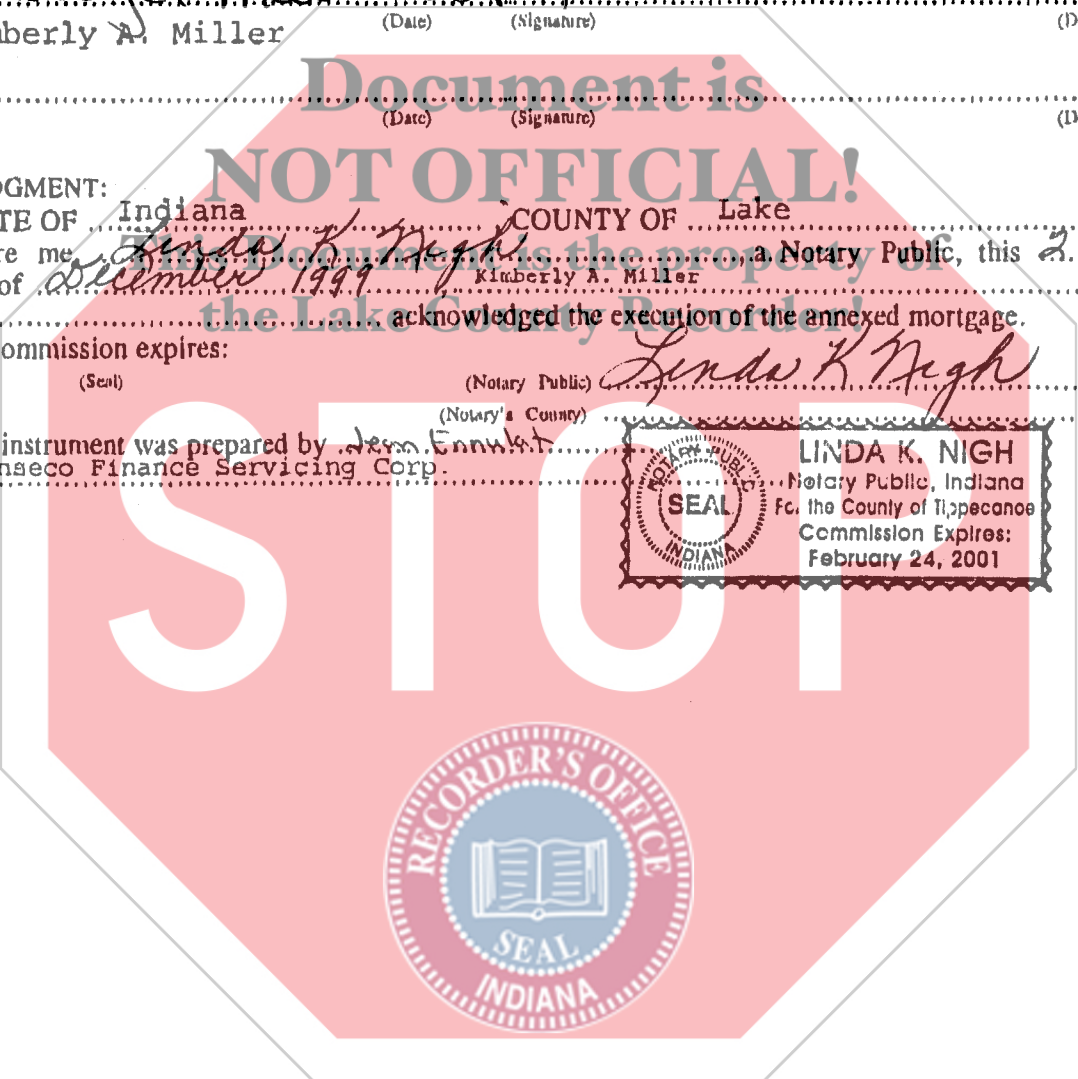 berly A. Miller
(Date) (Signature) (D
Document is
(Date) (Signature) (D
NOT OFFICIAL!
DGMENT:
TE OF Indiana COUNTY OF Lake
re me, Linda K Nigh, a Notary Public, this 2
This Document is the property of
of December 1999 Kimberly A. Miller
the Lake County Recorder!
acknowledged the execution of the annexed mortgage.
ommission expires:
Linda K Nigh
(Seal) (Notary Public)
(Notary's County)
instrument was prepared by Jean Ennulat
nseco Finance Servicing Corp.
LINDA K. NIGH
Notary Public, Indiana
For the County of Tippecanoe
Commission Expires:
February 24, 2001
NOTARY PUBLIC
SEAL
INDIANA
STOP
RECORDER'S OFFICE
SEAL
INDIANA